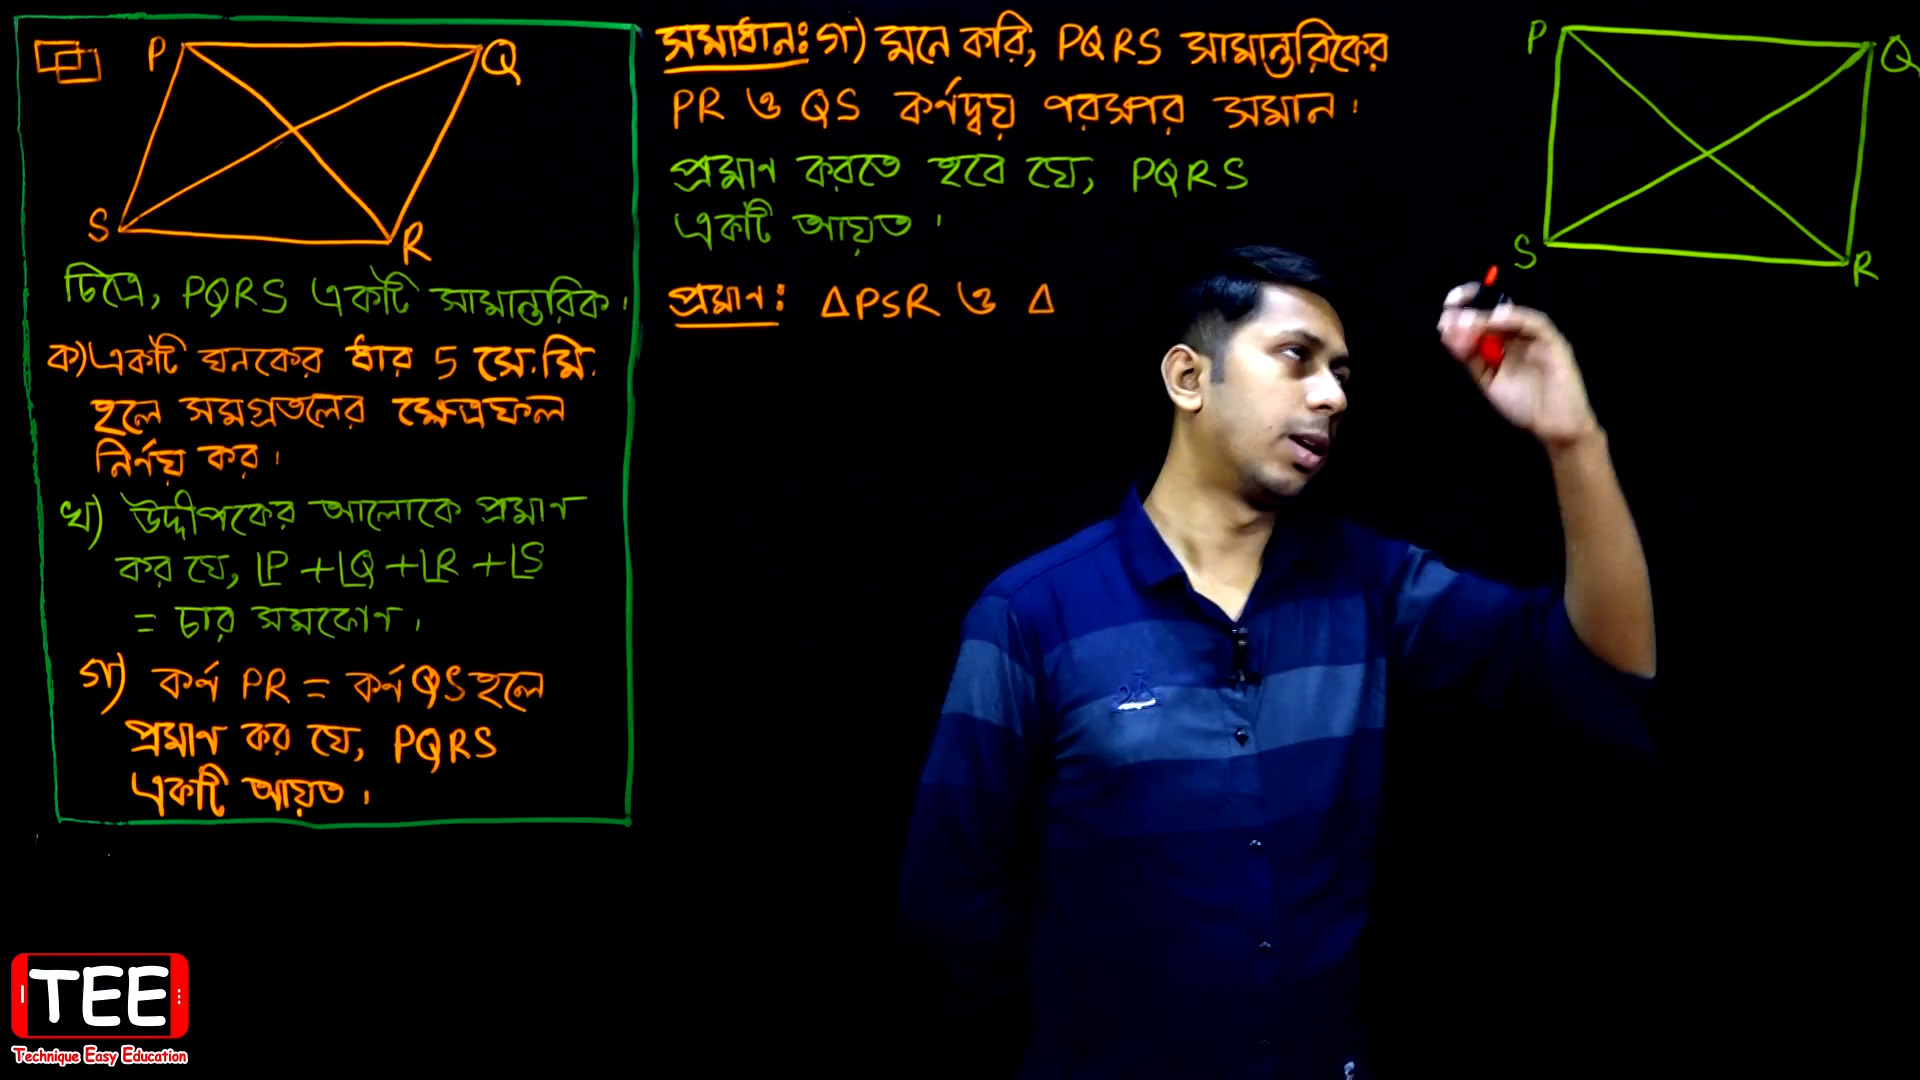 P
Q
S
R
চিত্রে, PQRS একটি সামান্তরিক।
ক) একটি ঘনকের ধার 5 সে.মি.
হলে সমগ্রতলের ক্ষেত্রফল
নির্ণয় কর।
খ) উদ্দীপকের আলোকে প্রমাণ
কর যে, ∠P + ∠Q + ∠R + ∠S
= চার সমকোণ।
গ) কর্ণ PR = কর্ণ QS হলে
প্রমাণ কর যে, PQRS
একটি আয়ত।
সমাধানঃ গ) মনে করি, PQRS সামান্তরিকের
PR ও QS কর্ণদ্বয় পরস্পর সমান।
প্রমাণ করতে হবে যে, PQRS
একটি আয়ত।
প্রমাণ: ΔPSR ও Δ
P
Q
S
R
TEE
Technique Easy Education